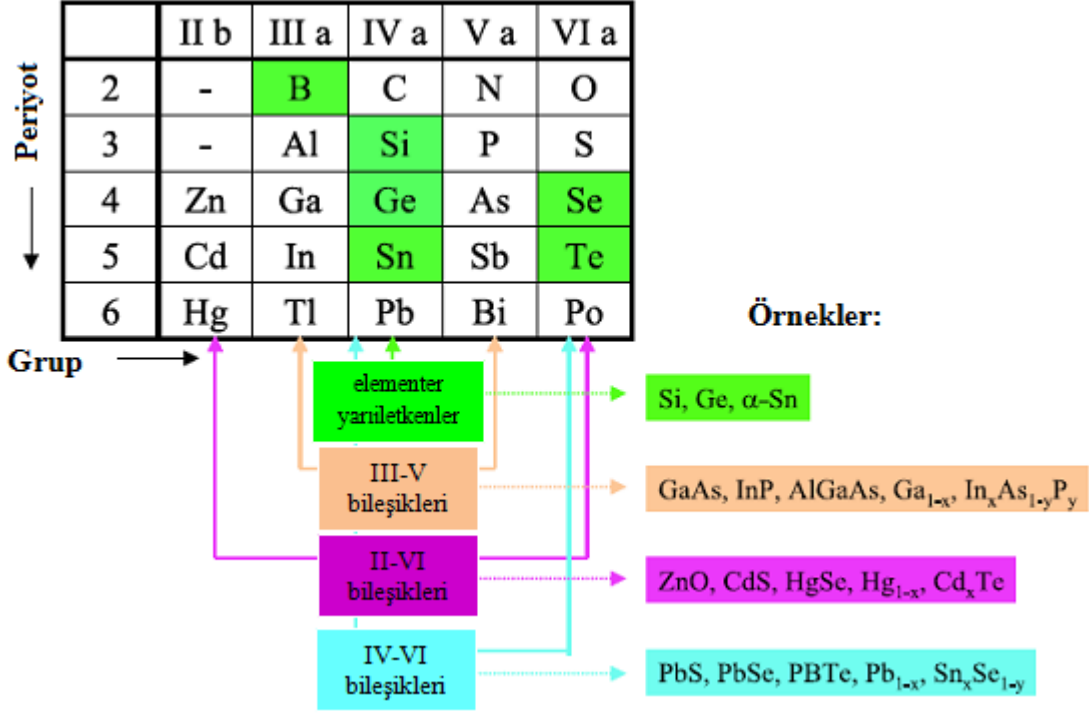 II b III a IV a V a VI a
2 - B C N O
3 - Al Si P S
4 Zn Ga Ge As Se
5 Cd In Sn Sb Te
6 Hg Tl Pb Bi Po
Periyot
Grup
Örnekler:
elementer
yarıiletkenler
Si, Ge, α-Sn
III-V
bileşikleri
GaAs, InP, AlGaAs, Ga1-x, InxAs1-yPy
II-VI
bileşikleri
ZnO, CdS, HgSe, Hg1-x, CdxTe
IV-VI
bileşikleri
PbS, PbSe, PBTe, Pb1-x, SnxSe1-y